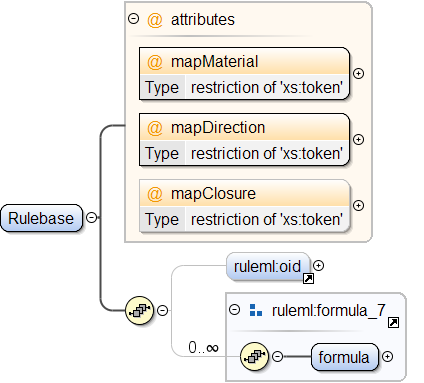 @ attributes
@ mapMaterial
Type restriction of 'xs:token'
@ mapDirection
Type restriction of 'xs:token'
@ mapClosure
Type restriction of 'xs:token'
Rulebase
ruleml:oid
ruleml:formula_7
0..∞
formula